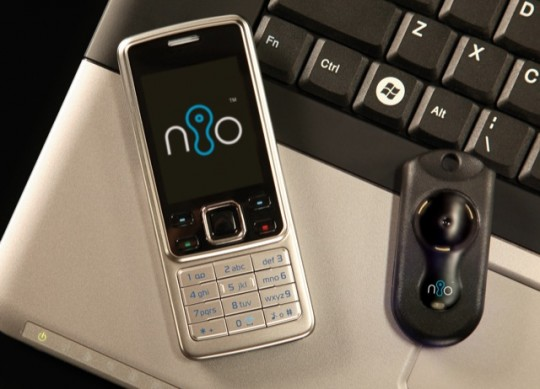 D
Z
X
C
Fn
Ctrl
Alt
\
nio
TM
1 ao
2 abc
def 3
4 ghi
5 jkl
mno 6
7 pqrs
8 tuv
wxyz 9
* +
0
#
nio